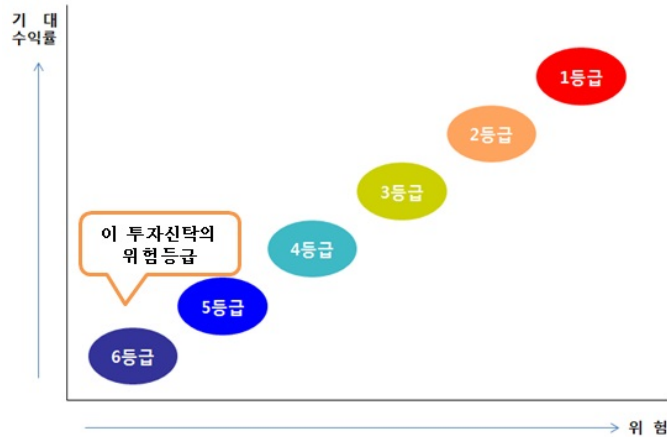 기 대
수익률
1등급
2등급
3등급
이 투자신탁의
위험등급
4등급
5등급
6등급
위 험